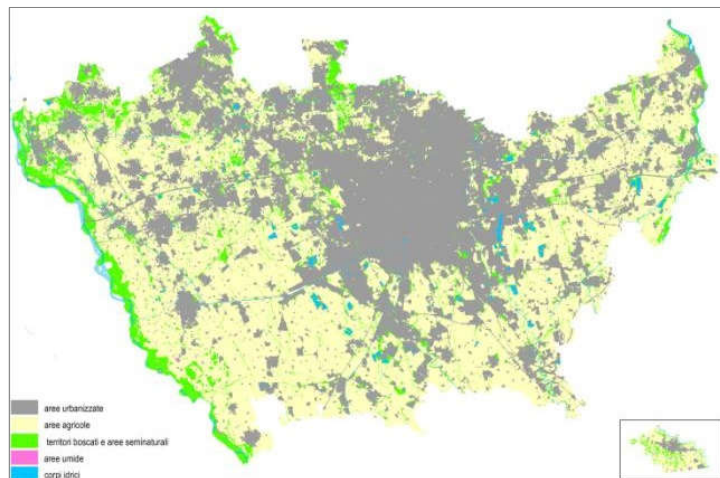 aree urbanizzate
aree agricole
territori boscati e aree seminaturali
aree umide
corpi idrici